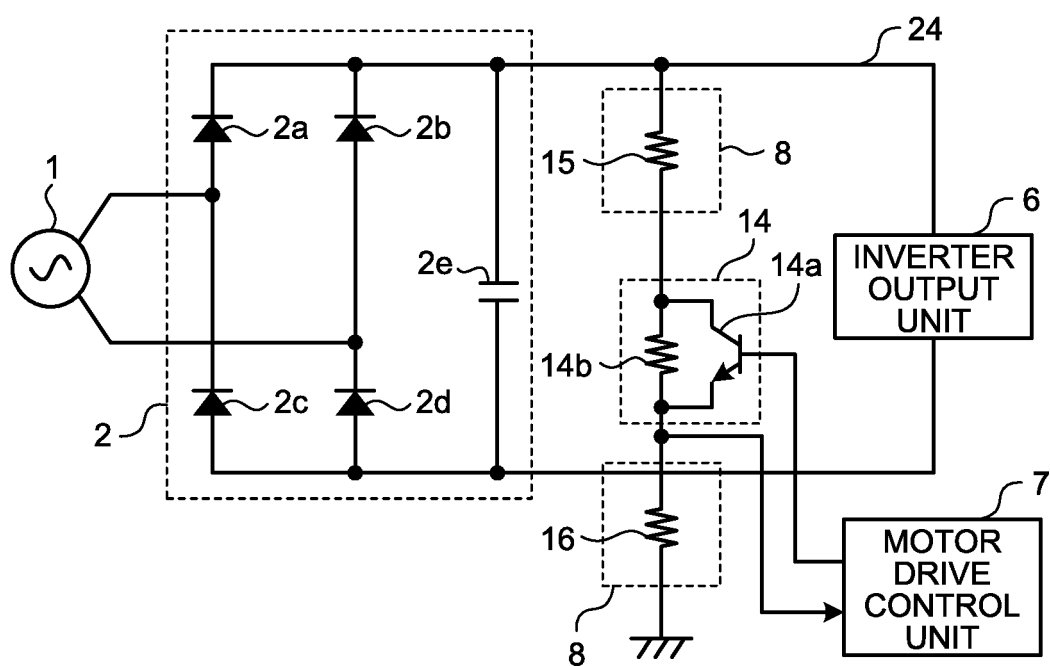 24
2a
2b
8
15
1
6
14
INVERTER
OUTPUT
UNIT
2e
14a
14b
2c
2d
2
7
16
MOTOR
DRIVE
CONTROL
UNIT
8